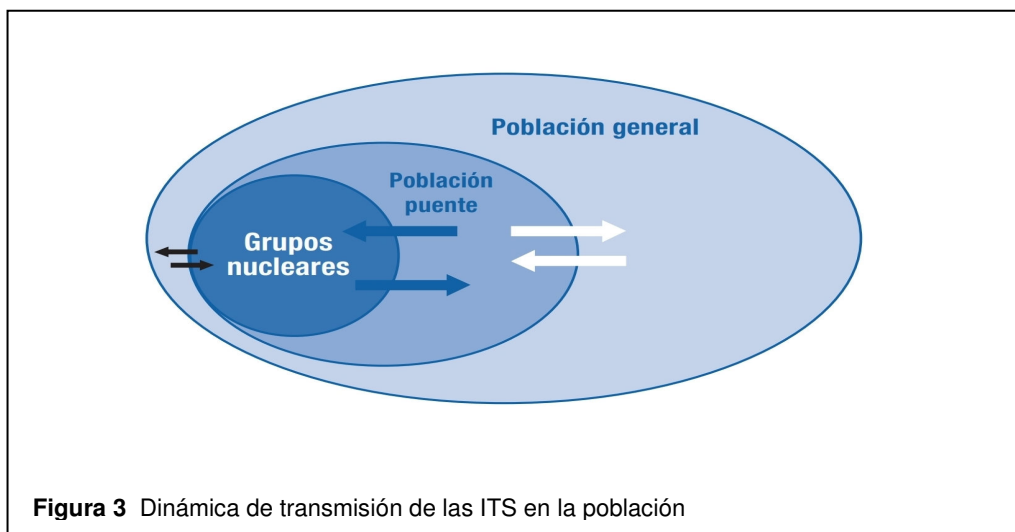 Población general
Población
puente
Grupos
nucleares
Figura 3 Dinámica de transmisión de las ITS en la población